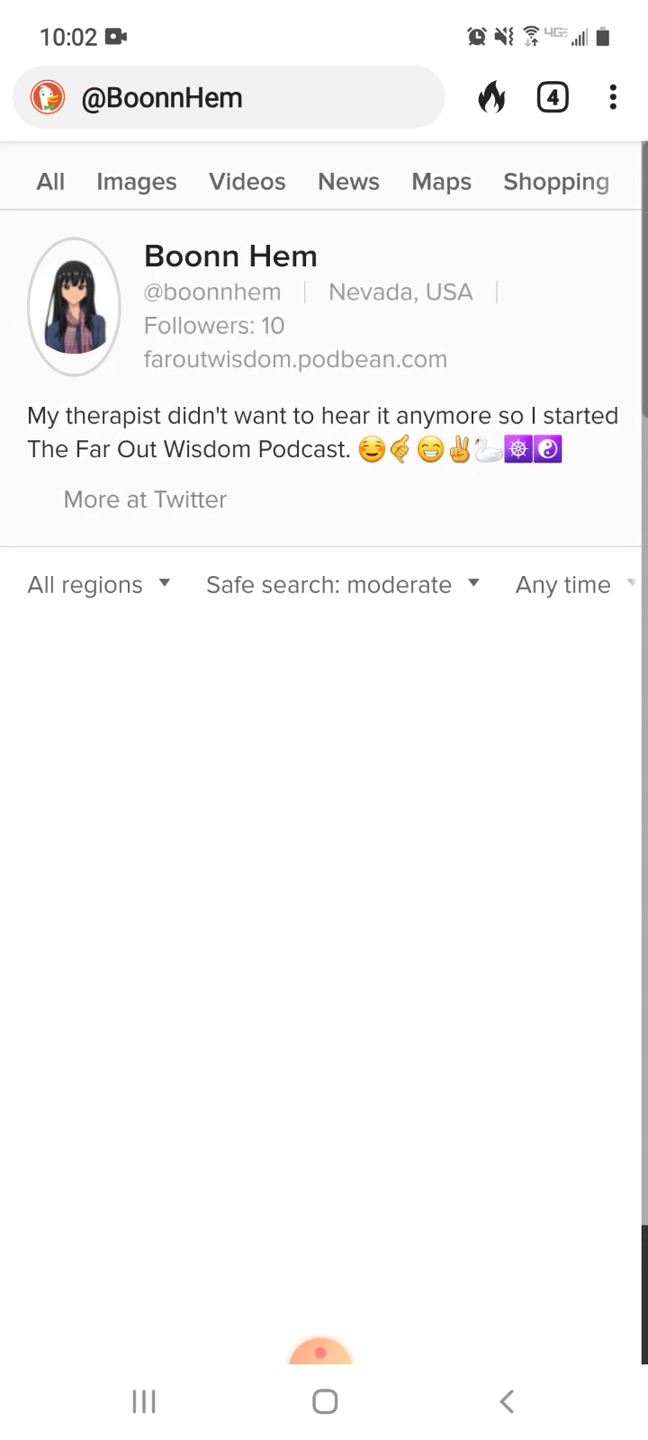 10:02
4GE
@BoonnHem
4
All Images Videos News Maps Shopping
Boonn Hem
@boonnhem | Nevada, USA |
Followers: 10
faroutwisdom.podbean.com
My therapist didn't want to hear it anymore so I started
The Far Out Wisdom Podcast. ☺️🤙😁✌️🦢☸️☯️
More at Twitter
All regions ▼ Safe search: moderate ▼ Any time ▼